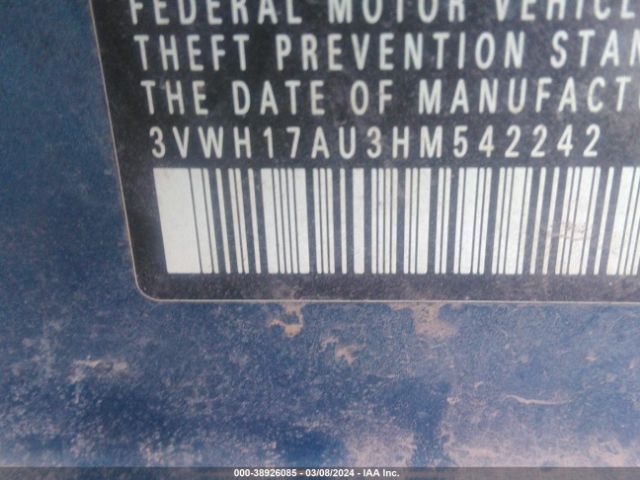 FEDERAL MOTOR VEHICLE
THEFT PREVENTION STAN
THE DATE OF MANUFACT
3VWH17AU3HM542242
000-38926085 - 03/08/2024 - IAA Inc.